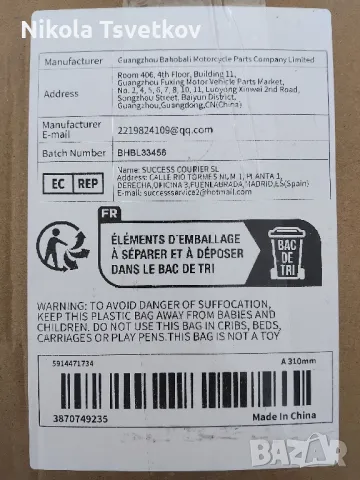 Nikola Tsvetkov
Manufacturer
Guangzhou Bahobali Motorcycle Parts Company Limited
Address
Room 406, 4th Floor, Building 11,
Guangzhou Fuxing Motor Vehicle Parts Market,
No. 2, 4, 5, 6, 7, 8, 10, 11, Luoyong Xinwei 2nd Road,
Songzhou Street, Baiyun District,
Guangdong,CN(China)
Manufacturer
E-mail
2219824109@qq.com
Batch Number
BHBL33456
EC REP
Name: SUCCESS COURIER SL
Address: CALLE RIO TORMES NUM.1, PLANTA 1,
DERECHA,OFICINA 3,FUENLABRADA,MADRID,ES(Spain)
successservice2@hotmail.com
FR
ÉLÉMENTS D'EMBALLAGE
À SÉPARER ET À DÉPOSER
DANS LE BAC DE TRI
BAC
DE
TRI
WARNING: TO AVOID DANGER OF SUFFOCATION,
KEEP THIS PLASTIC BAG AWAY FROM BABIES AND
CHILDREN. DO NOT USE THIS BAG IN CRIBS, BEDS,
CARRIAGES OR PLAY PENS.THIS BAG IS NOT A TOY
5914471734
A 310mm
3870749235
Made In China
BAZAR